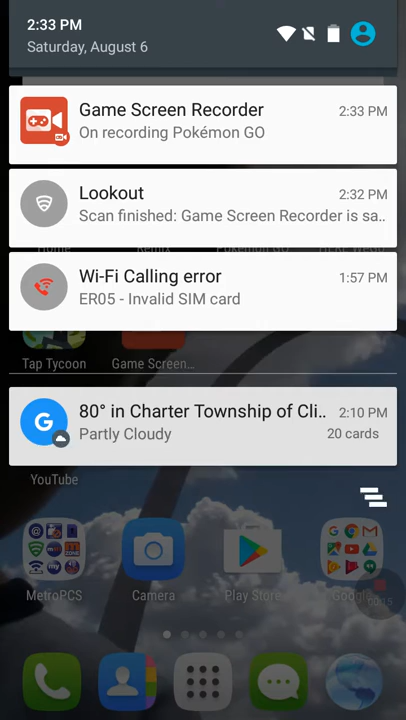 2:33 PM
Saturday, August 6
Game Screen Recorder
2:33 PM
On recording Pokémon GO
Lookout
2:32 PM
Scan finished: Game Screen Recorder is sa..
Wi-Fi Calling error
1:57 PM
ER05 - Invalid SIM card
Tap Tycoon
Game Screen...
80° in Charter Township of Cli..
2:10 PM
Partly Cloudy
20 cards
YouTube
MetroPCS
Camera
Play Store
Google
00:15